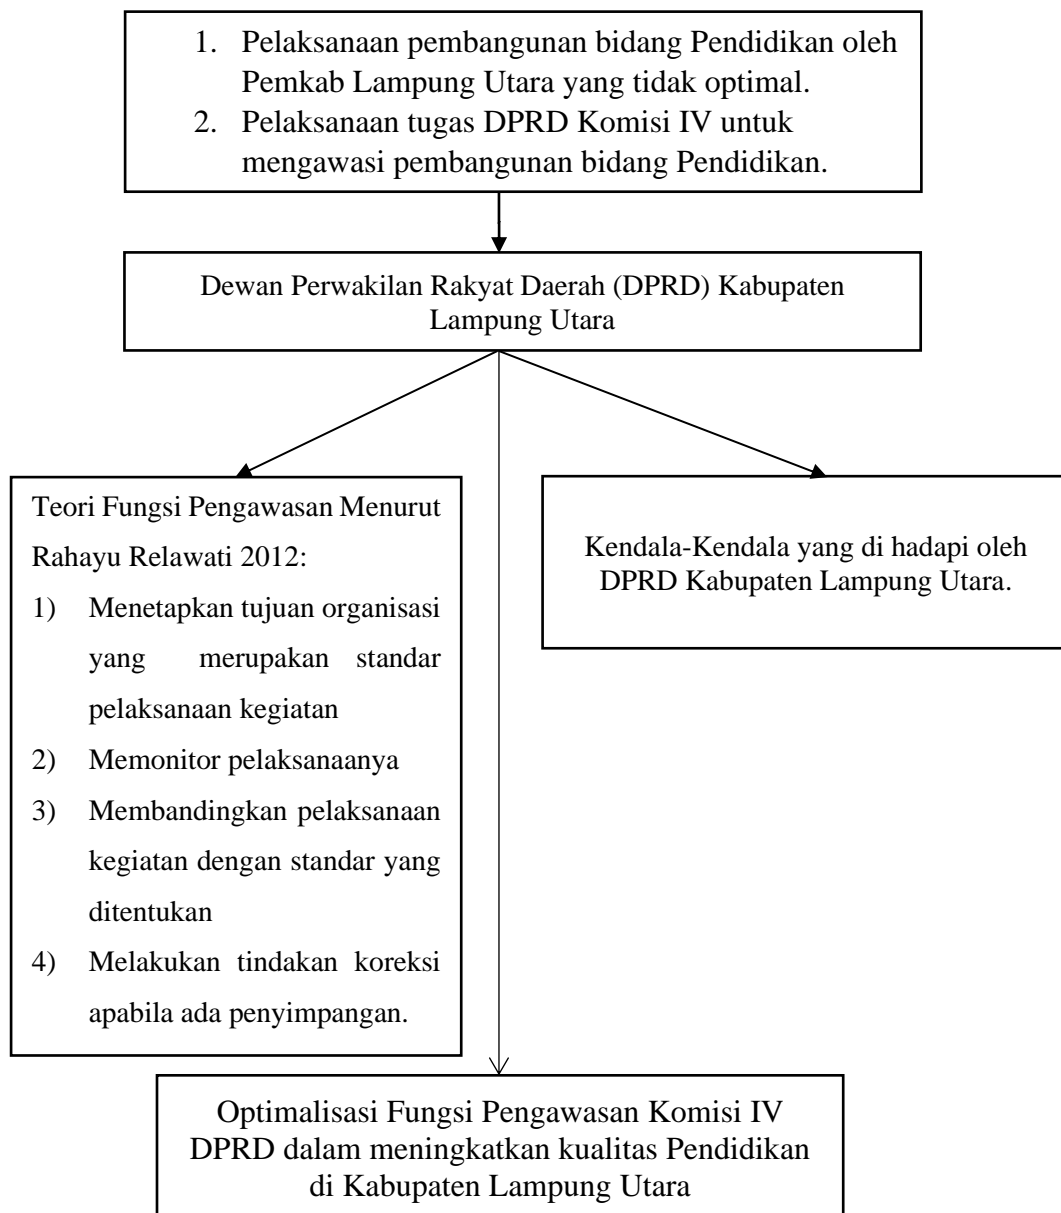 1. Pelaksanaan pembangunan bidang Pendidikan oleh
Pemkab Lampung Utara yang tidak optimal.
2. Pelaksanaan tugas DPRD Komisi IV untuk
mengawasi pembangunan bidang Pendidikan.
Dewan Perwakilan Rakyat Daerah (DPRD) Kabupaten
Lampung Utara
Teori Fungsi Pengawasan Menurut
Rahayu Relawati 2012:
1) Menetapkan tujuan organisasi
yang merupakan standar
pelaksanaan kegiatan
2) Memonitor pelaksanaanya
3) Membandingkan pelaksanaan
kegiatan dengan standar yang
ditentukan
4) Melakukan tindakan koreksi
apabila ada penyimpangan.
Kendala-Kendala yang di hadapi oleh
DPRD Kabupaten Lampung Utara.
Optimalisasi Fungsi Pengawasan Komisi IV
DPRD dalam meningkatkan kualitas Pendidikan
di Kabupaten Lampung Utara